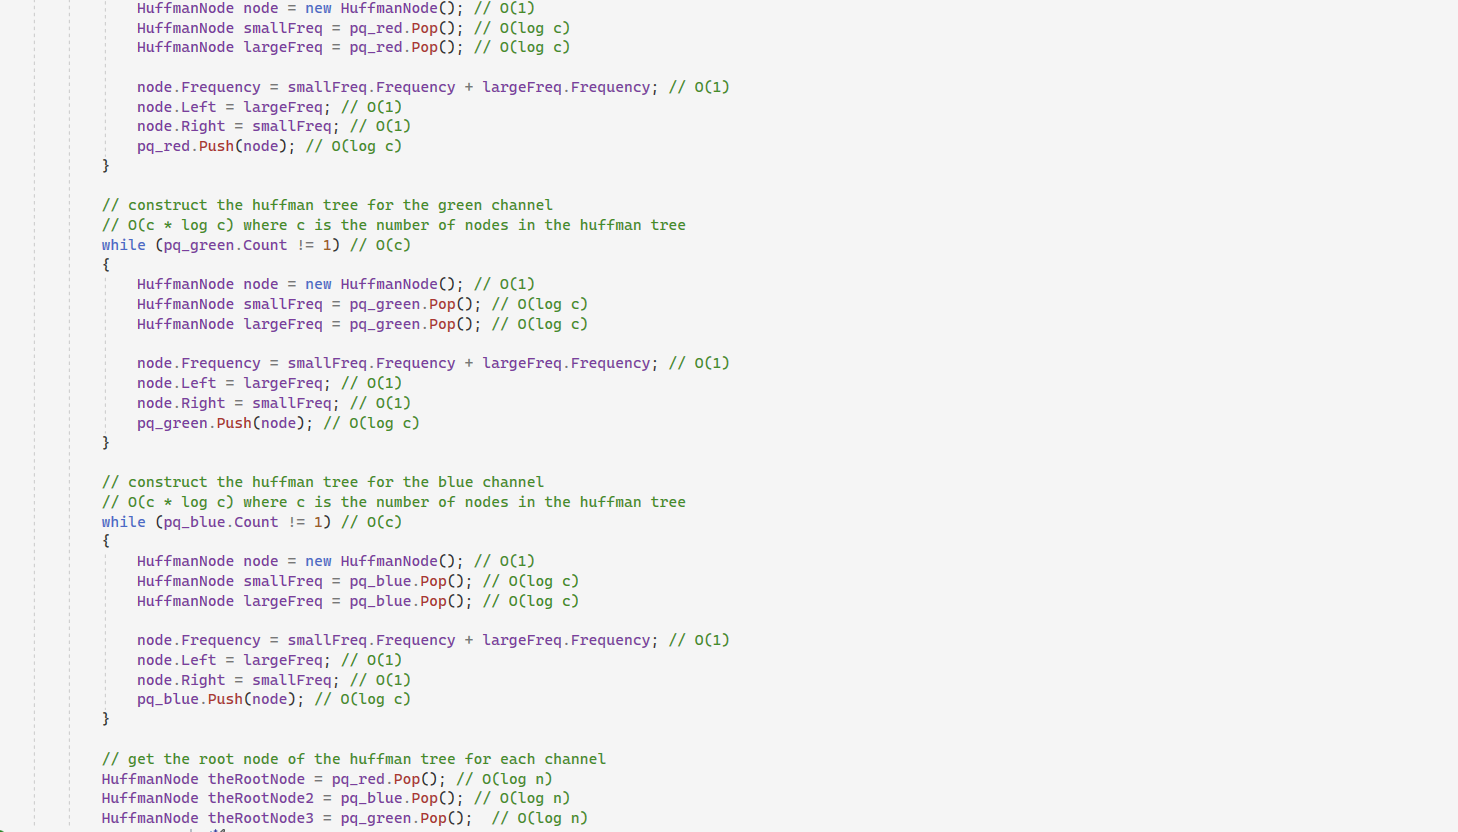 HuffmanNode node = new HuffmanNode(); // O(1)
HuffmanNode smallFreq = pq_red.Pop(); // O(log c)
HuffmanNode largeFreq = pq_red.Pop(); // O(log c)
node.Frequency = smallFreq.Frequency + largeFreq.Frequency; // O(1)
node.Left = largeFreq; // O(1)
node.Right = smallFreq; // O(1)
pq_red.Push(node); // O(log c)
}
// construct the huffman tree for the green channel
// O(c * log c) where c is the number of nodes in the huffman tree
while (pq_green.Count != 1) // O(c)
{
HuffmanNode node = new HuffmanNode(); // O(1)
HuffmanNode smallFreq = pq_green.Pop(); // O(log c)
HuffmanNode largeFreq = pq_green.Pop(); // O(log c)
node.Frequency = smallFreq.Frequency + largeFreq.Frequency; // O(1)
node.Left = largeFreq; // O(1)
node.Right = smallFreq; // O(1)
pq_green.Push(node); // O(log c)
}
// construct the huffman tree for the blue channel
// O(c * log c) where c is the number of nodes in the huffman tree
while (pq_blue.Count != 1) // O(c)
{
HuffmanNode node = new HuffmanNode(); // O(1)
HuffmanNode smallFreq = pq_blue.Pop(); // O(log c)
HuffmanNode largeFreq = pq_blue.Pop(); // O(log c)
node.Frequency = smallFreq.Frequency + largeFreq.Frequency; // O(1)
node.Left = largeFreq; // O(1)
node.Right = smallFreq; // O(1)
pq_blue.Push(node); // O(log c)
}
// get the root node of the huffman tree for each channel
HuffmanNode theRootNode = pq_red.Pop(); // O(log n)
HuffmanNode theRootNode2 = pq_blue.Pop(); // O(log n)
HuffmanNode theRootNode3 = pq_green.Pop();  // O(log n)